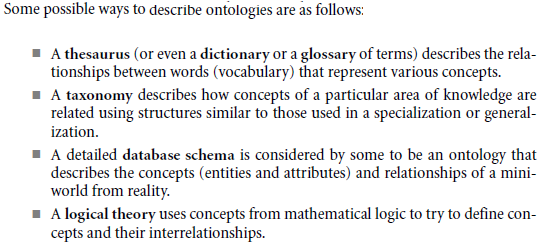 Some possible ways to describe ontologies are as follows:
■ A thesaurus (or even a dictionary or a glossary of terms) describes the rela-
tionships between words (vocabulary) that represent various concepts.
■ A taxonomy describes how concepts of a particular area of knowledge are
related using structures similar to those used in a specialization or general-
ization.
■ A detailed database schema is considered by some to be an ontology that
describes the concepts (entities and attributes) and relationships of a mini-
world from reality.
■ A logical theory uses concepts from mathematical logic to try to define con-
cepts and their interrelationships.